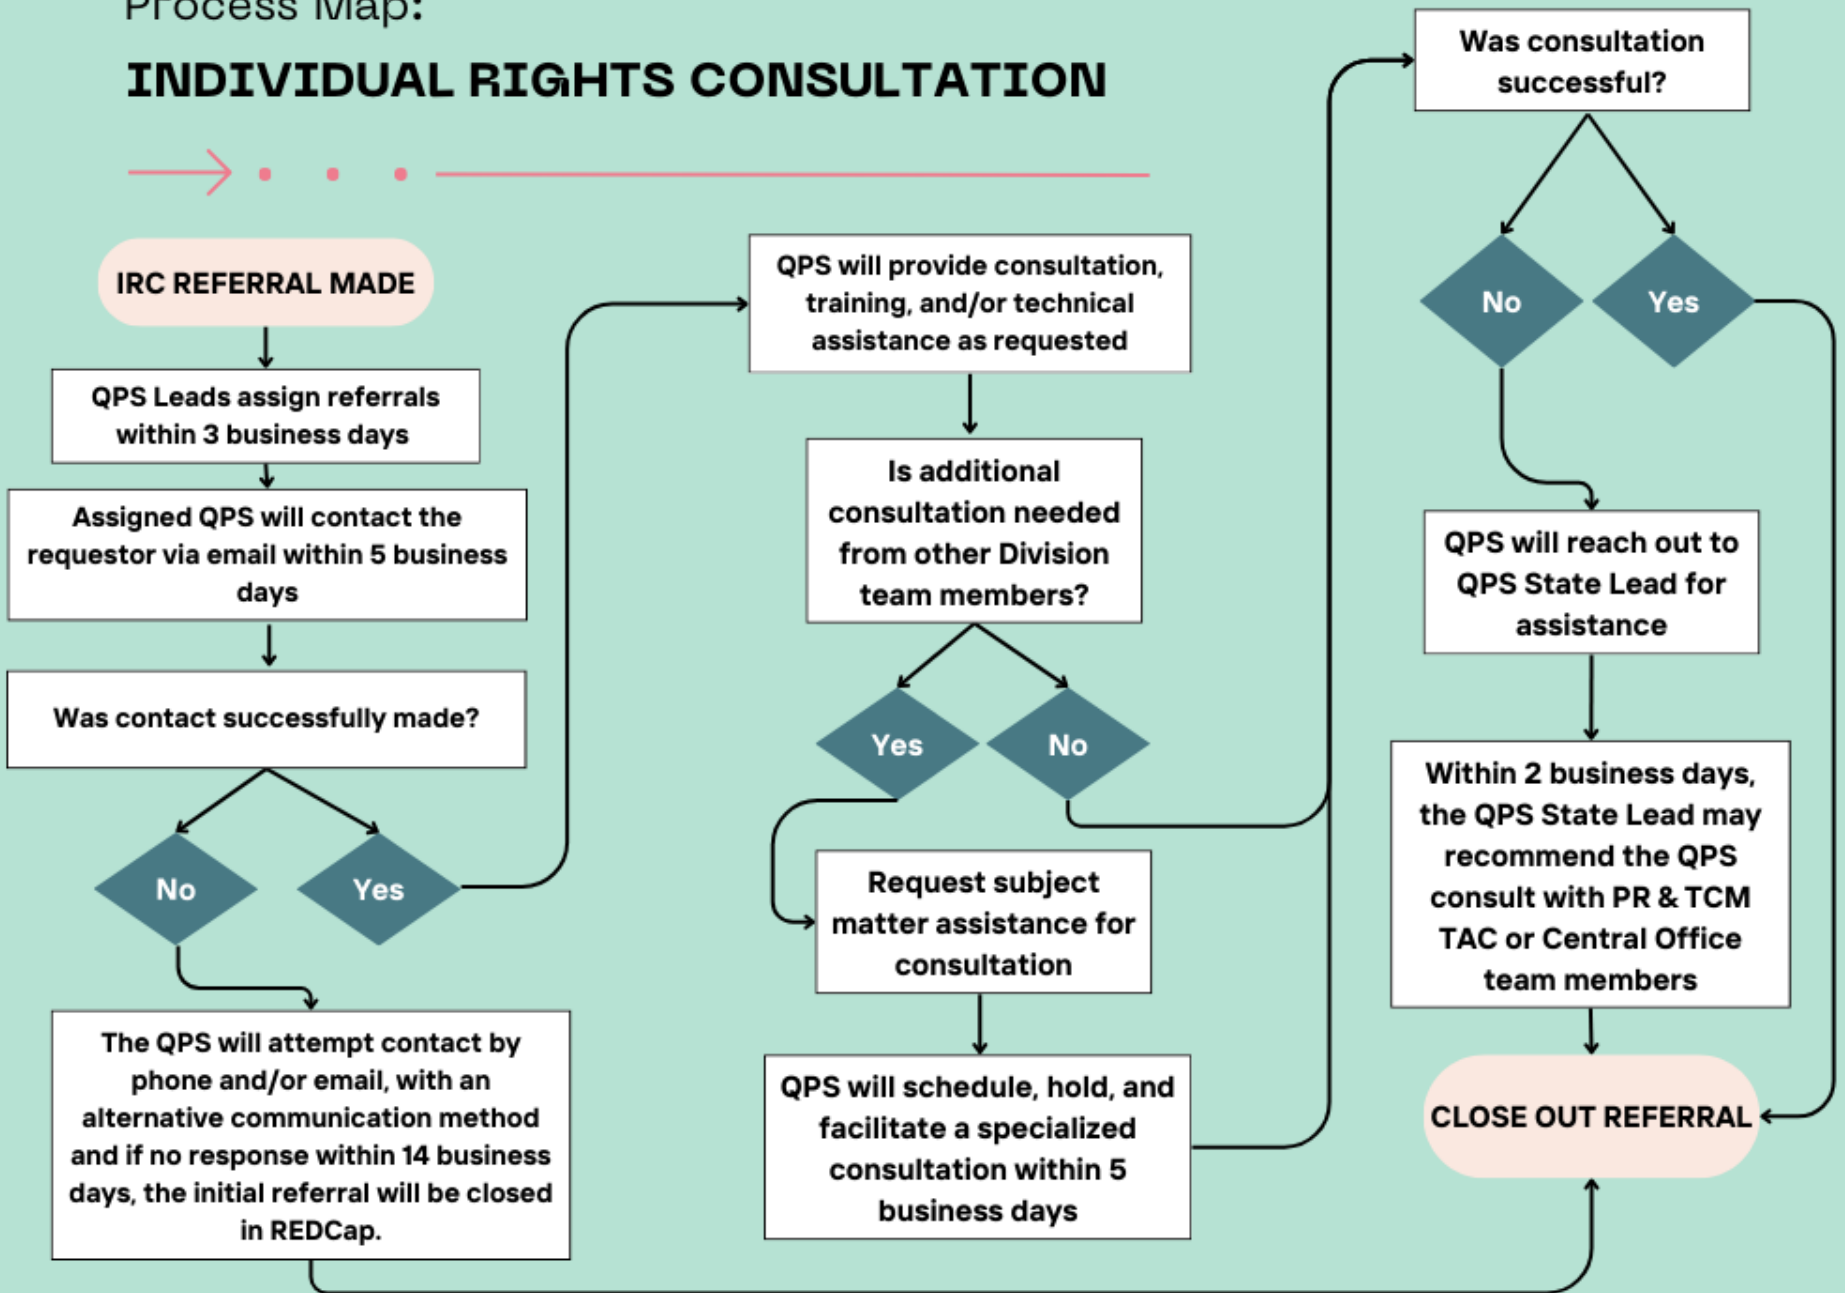 Process Map:
INDIVIDUAL RIGHTS CONSULTATION
IRC REFERRAL MADE
QPS Leads assign referrals
within 3 business days
Assigned QPS will contact the
requestor via email within 5 business
days
Was contact successfully made?
No
Yes
The QPS will attempt contact by
phone and/or email, with an
alternative communication method
and if no response within 14 business
days, the initial referral will be closed
in REDCap.
QPS will provide consultation,
training, and/or technical
assistance as requested
Is additional
consultation needed
from other Division
team members?
Yes
No
Request subject
matter assistance for
consultation
QPS will schedule, hold, and
facilitate a specialized
consultation within 5
business days
Was consultation
successful?
No
Yes
QPS will reach out to
QPS State Lead for
assistance
Within 2 business days,
the QPS State Lead may
recommend the QPS
consult with PR & TCM
TAC or Central Office
team members
CLOSE OUT REFERRAL